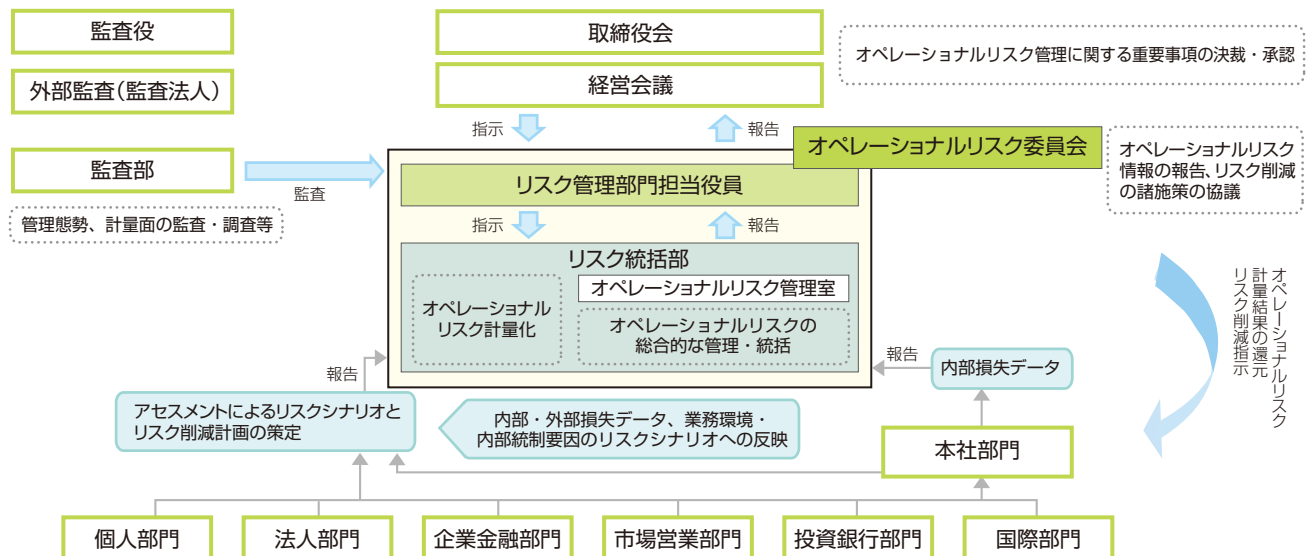 監査役
外部監査(監査法人)
監査部
監査
管理態勢、計量面の監査・調査等
取締役会
経営会議
オペレーショナルリスク管理に関する重要事項の決裁・承認
指示
報告
オペレーショナルリスク委員会
オペレーショナルリスク
情報の報告、リスク削減
の諸施策の協議
リスク管理部門担当役員
指示
報告
リスク統括部
オペレーショナル
リスク計量化
オペレーショナルリスク管理室
オペレーショナルリスクの
総合的な管理・統括
オペレーショナルリスク
計量結果の還元
リスク削減指示
報告
アセスメントによるリスクシナリオと
リスク削減計画の策定
内部・外部損失データ、業務環境・
内部統制要因のリスクシナリオへの反映
報告
内部損失データ
本社部門
個人部門
法人部門
企業金融部門
市場営業部門
投資銀行部門
国際部門